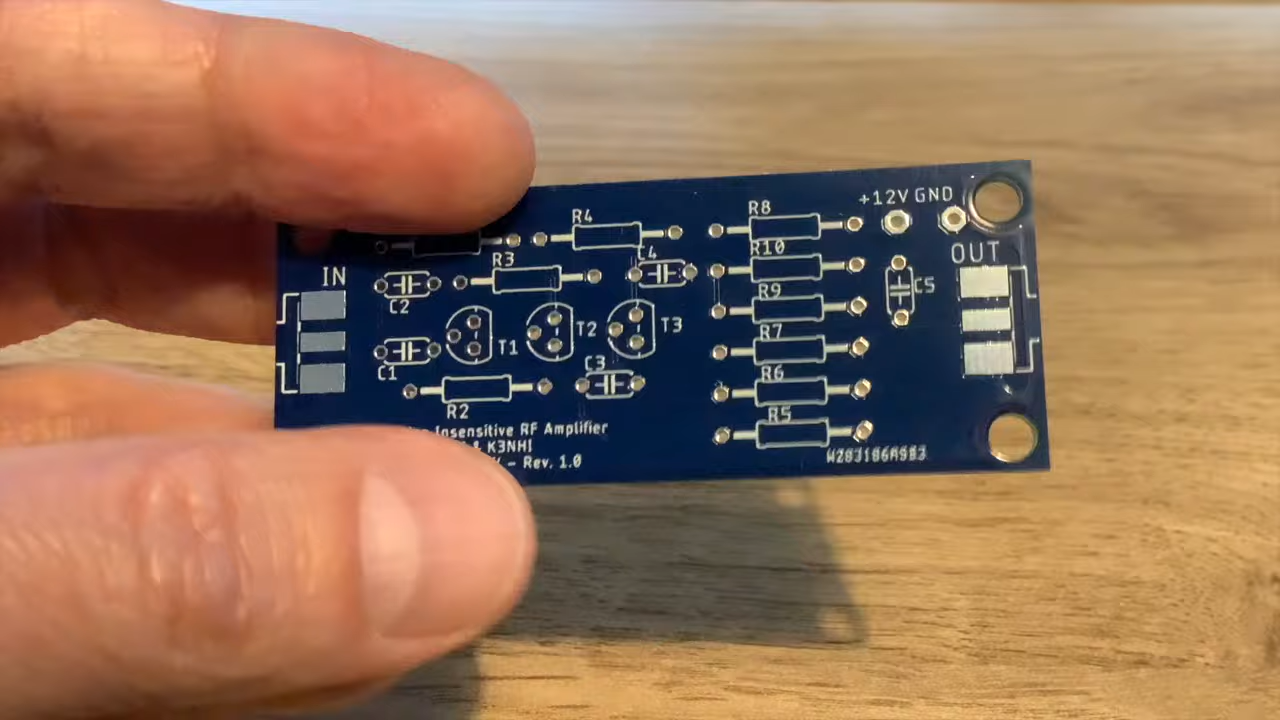 +12V GND
R4
R8
OUT
C4
R10
R3
IN
C5
R9
C2
T1
T2
T3
R7
C3
C1
R6
R2
R5
Insensitive RF Amplifier
& K3NHI
- Rev. 1.0